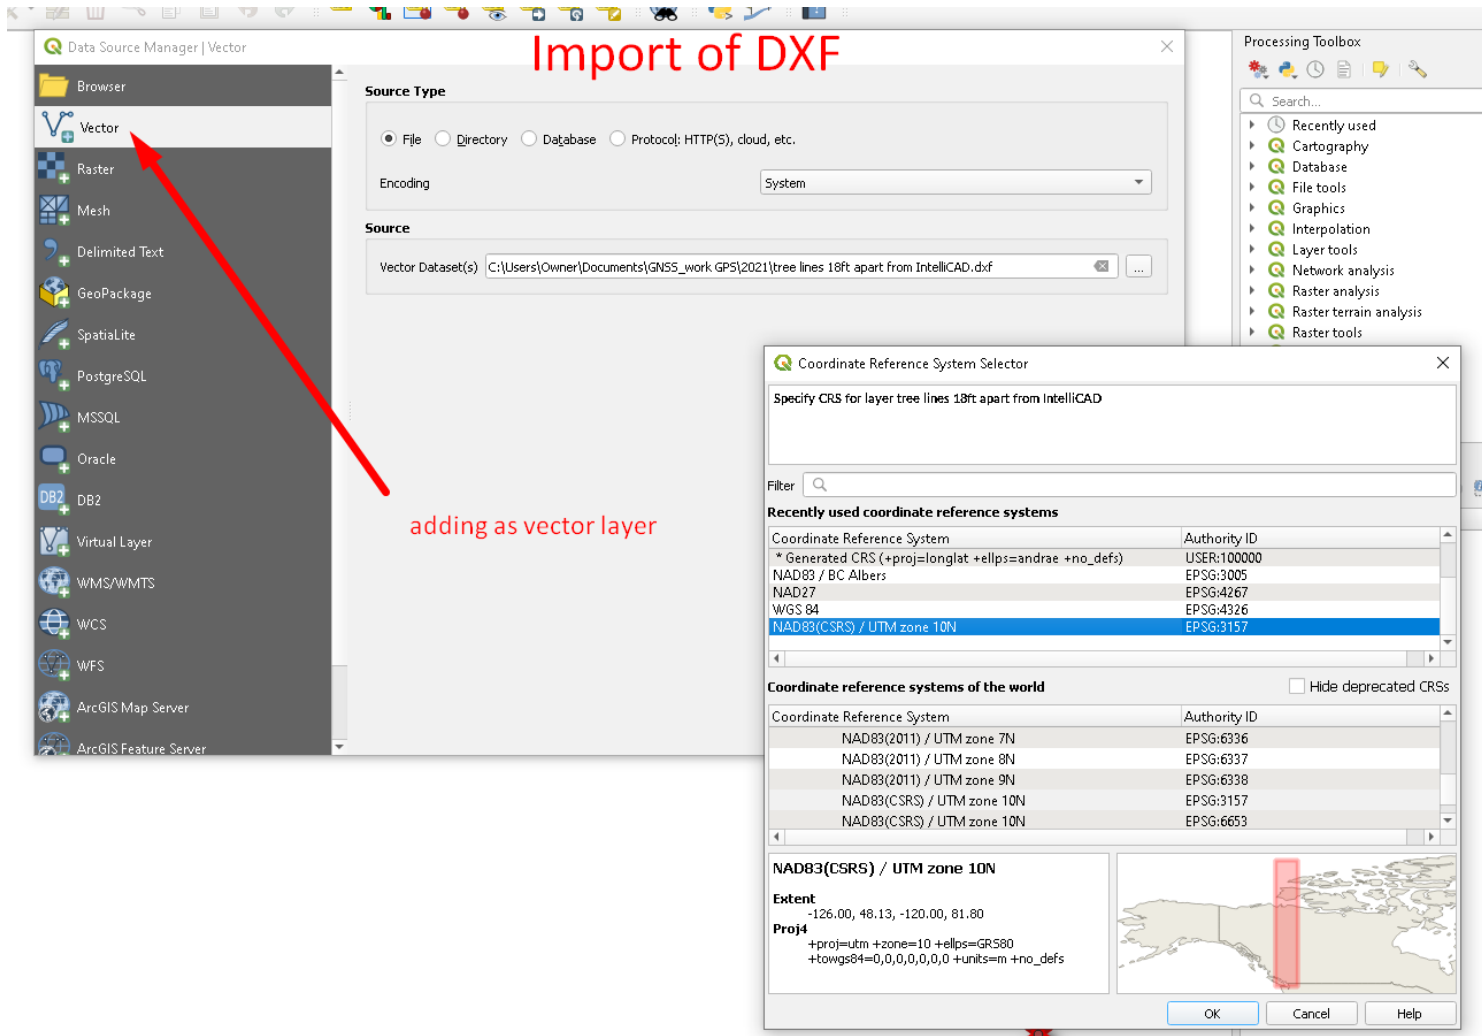 Import of DXF
Data Source Manager | Vector
Browser
Vector
Raster
Mesh
Delimited Text
GeoPackage
SpatiaLite
PostgreSQL
MSSQL
Oracle
DB2
DB2
Virtual Layer
WMS/WMTS
WCS
WFS
ArcGIS Map Server
ArcGIS Feature Server
Source Type
File Directory Database Protocol: HTTP(S), cloud, etc.
Encoding System
Source
Vector Dataset(s) C:\Users\Owner\Documents\GNSS_work GPS\2021\tree lines 18ft apart from IntelliCAD.dxf ...
adding as vector layer
Processing Toolbox
Search...
Recently used
Cartography
Database
File tools
Graphics
Interpolation
Layer tools
Network analysis
Raster analysis
Raster terrain analysis
Raster tools
Coordinate Reference System Selector
Specify CRS for layer tree lines 18ft apart from IntelliCAD
Filter
Recently used coordinate reference systems
Coordinate Reference System Authority ID
* Generated CRS (+proj=longlat +ellps=andrae +no_defs) USER:100000
NAD83 / BC Albers EPSG:3005
NAD27 EPSG:4267
WGS 84 EPSG:4326
NAD83(CSRS) / UTM zone 10N EPSG:3157
Coordinate reference systems of the world Hide deprecated CRSs
Coordinate Reference System Authority ID
NAD83(2011) / UTM zone 7N EPSG:6336
NAD83(2011) / UTM zone 8N EPSG:6337
NAD83(2011) / UTM zone 9N EPSG:6338
NAD83(CSRS) / UTM zone 10N EPSG:3157
NAD83(CSRS) / UTM zone 10N EPSG:6653
NAD83(CSRS) / UTM zone 10N
Extent
-126.00, 48.13, -120.00, 81.80
Proj4
+proj=utm +zone=10 +ellps=GRS80
+towgs84=0,0,0,0,0,0,0 +units=m +no_defs
OK Cancel Help